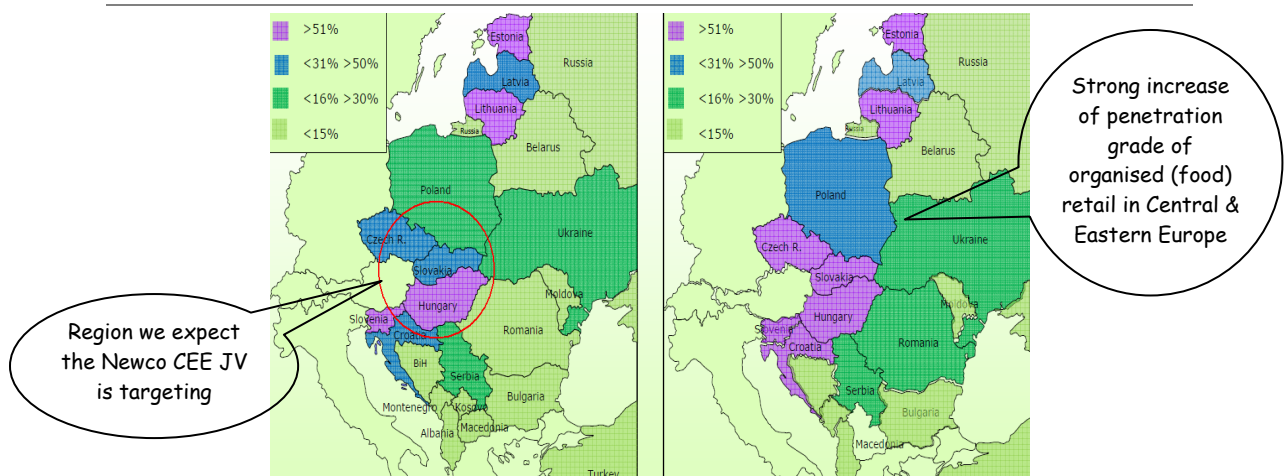 >51%
<31% >50%
<16% >30%
<15%
Estonia
Russia
Latvia
Lithuania
Russia
Belarus
Poland
Ukraine
Czech R.
Slovakia
Hungary
Moldova
Slovenia
Croatia
Romania
BiH
Serbia
Bulgaria
Montenegro
Kosovo
Albania
Macedonia
Turkey
Region we expect
the Newco CEE JV
is targeting
>51%
<31% >50%
<16% >30%
<15%
Estonia
Russia
Latvia
Lithuania
Russia
Belarus
Poland
Ukraine
Czech R.
Slovakia
Hungary
Moldova
Slovenia
Croatia
Romania
Serbia
Bulgaria
Macedonia
Strong increase
of penetration
grade of
organised (food)
retail in Central &
Eastern Europe